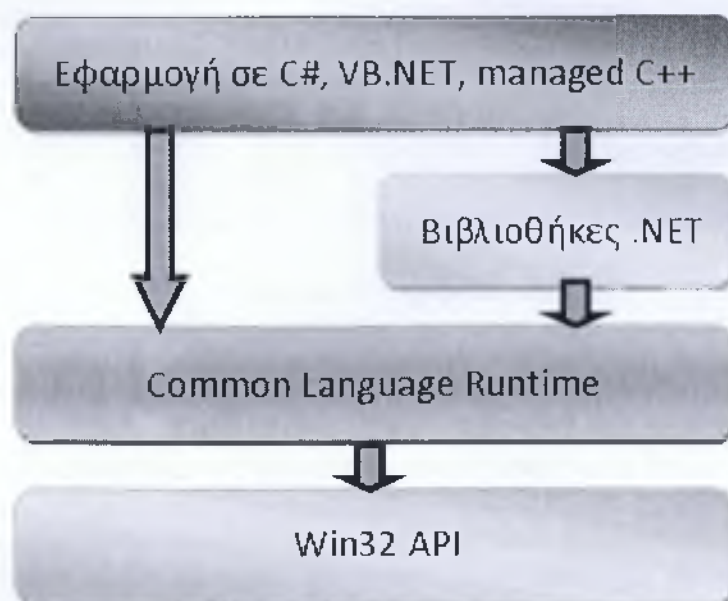 Εφαρμογή σε C#, VB.NET, managed C++
Βιβλιοθήκες .NET
Common Language Runtime
Win32 API